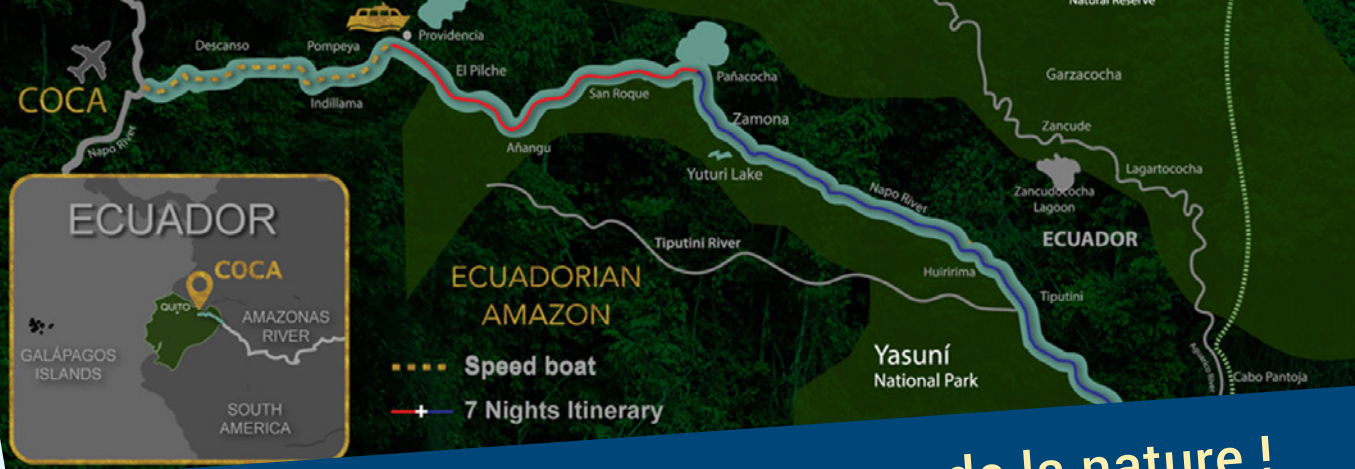 Natural Reserve
Descanso
Pompeya
Providencia
El Pilche
Indillama
COCA
Napo River
Añangu
San Roque
Pañacocha
Zamona
Yuturi Lake
Napo River
Garzacocha
Zancude
Lagartococha
Zancudococha
Lagoon
ECUADOR
Tiputini River
Huiririma
Tiputini
Aguarico River
Cabo Pantoja
ECUADORIAN
AMAZON
Yasuní
National Park
Speed boat
7 Nights Itinerary
ECUADOR
COCA
QUITO
AMAZONAS
RIVER
GALÁPAGOS
ISLANDS
SOUTH
AMERICA
de la nature !